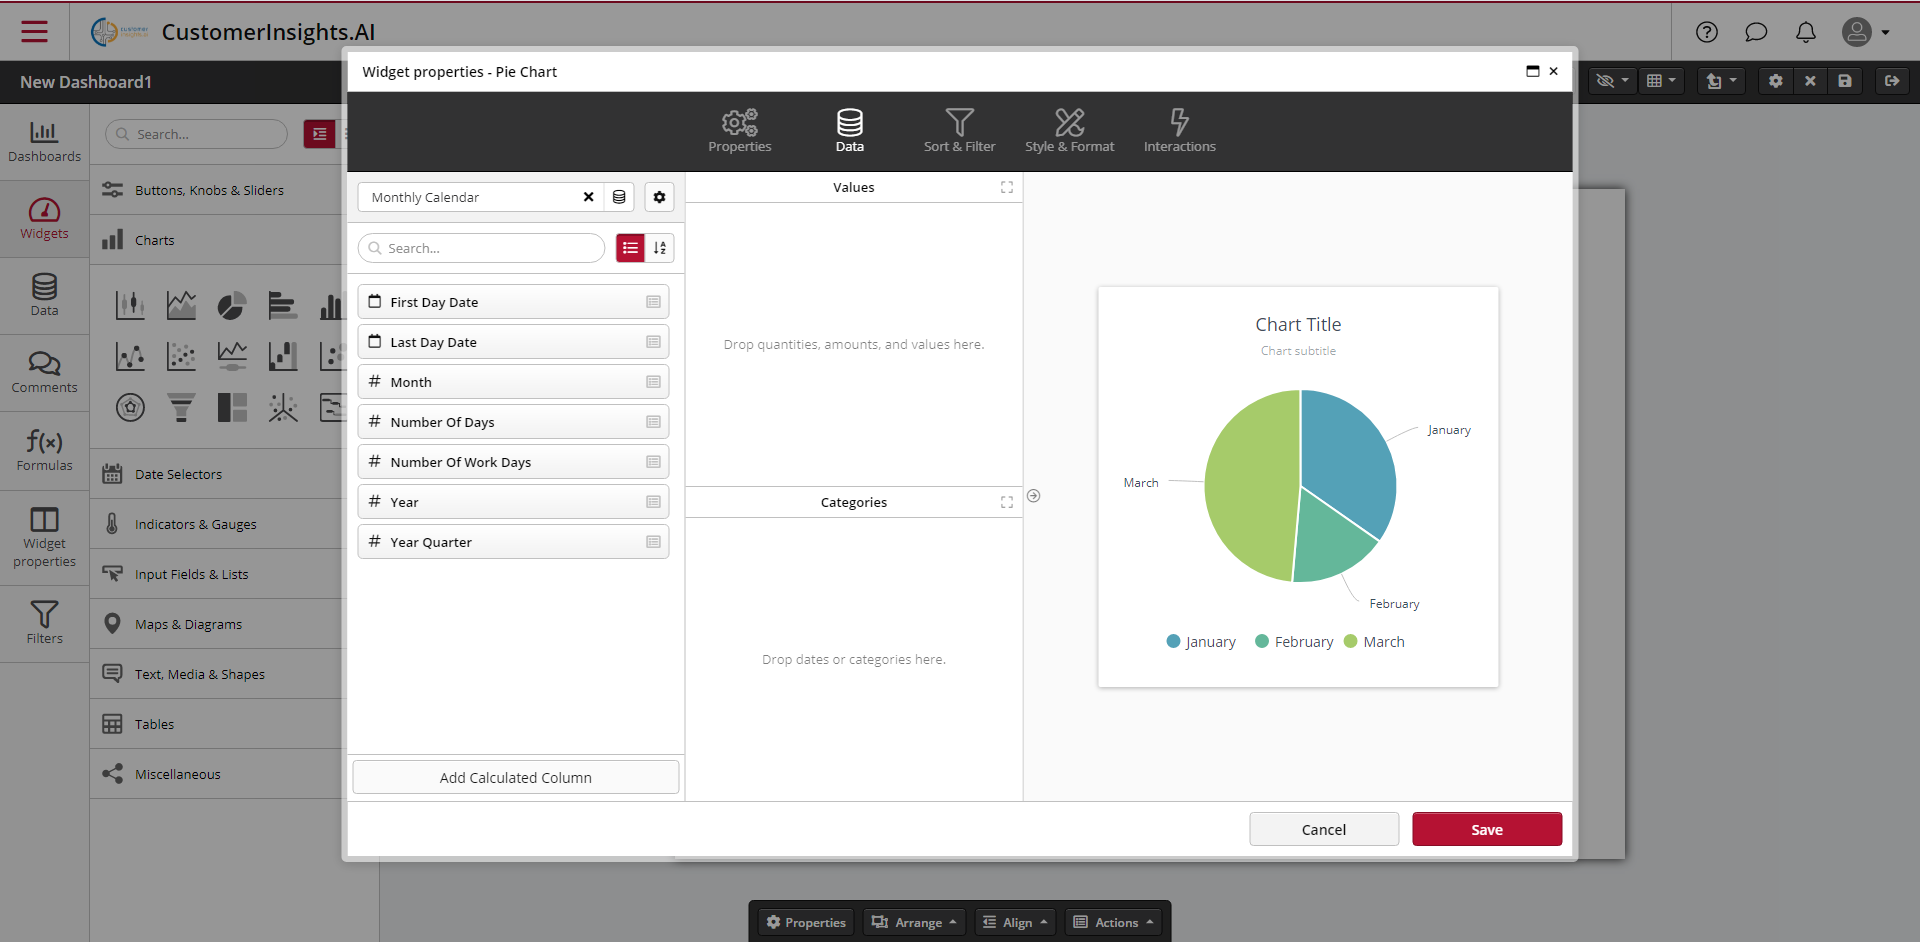 CustomerInsights.AI
New Dashboard1
Widget properties - Pie Chart
Properties
Data
Sort & Filter
Style & Format
Interactions
Dashboards
Widgets
Data
Comments
f(x)
Formulas
Widget
properties
Filters
Search...
Buttons, Knobs & Sliders
Charts
Date Selectors
Indicators & Gauges
Input Fields & Lists
Maps & Diagrams
Text, Media & Shapes
Tables
Miscellaneous
Monthly Calendar
Search...
First Day Date
Last Day Date
# Month
# Number Of Days
# Number Of Work Days
# Year
# Year Quarter
Add Calculated Column
Values
Drop quantities, amounts, and values here.
Categories
Drop dates or categories here.
Chart Title
Chart subtitle
January
March
February
January February March
Cancel
Save
Properties
Arrange
Align
Actions